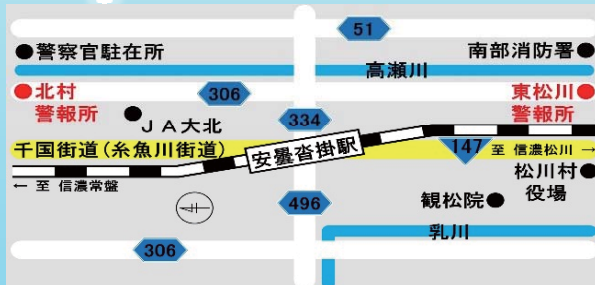 51
警察官駐在所
南部消防署
高瀬川
北村
警報所
306
東松川
警報所
JA大北
334
千国街道(糸魚川街道)
安曇沓掛駅
147
至 信濃松川 →
← 至 信濃常盤
松川村
役場
観松院
496
乳川
306